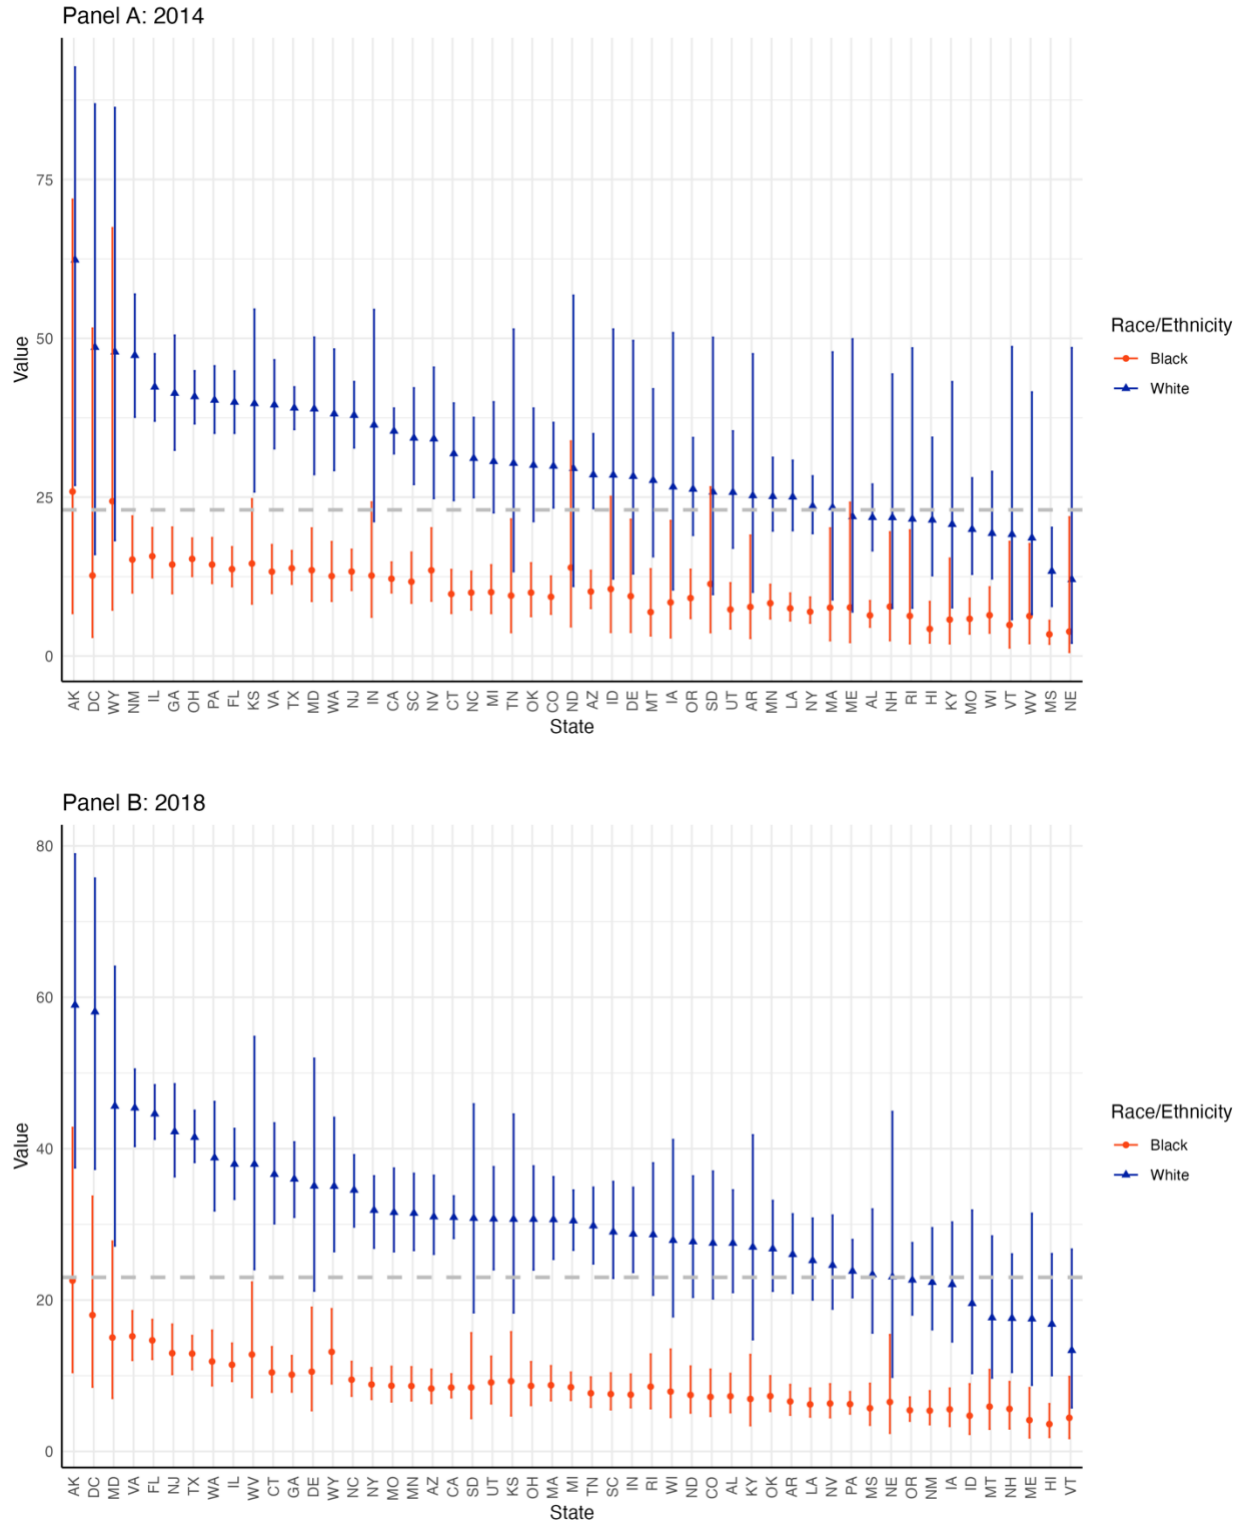 Panel A: 2014
75
50
25
0
Value
AK DC WY NM IL GA OH PA FL KS VA TX MD WA NJ IN CA SC NV CT NC MI TN OK CO ND AZ ID DE MT IA OR SD UT AR MN LA NY MA ME AL NH RI HI KY MO WI VT WV MS NE
State
Race/Ethnicity
Black
White
Panel B: 2018
80
60
40
20
0
Value
AK DC MD VA FL NJ TX WA IL WV CT GA DE WY NC NY MO MN AZ CA SD UT KS OH MA MI TN SC IN RI WI ND CO AL KY OK AR LA NV PA MS NE OR NM IA ID MT NH ME HI VT
State
Race/Ethnicity
Black
White